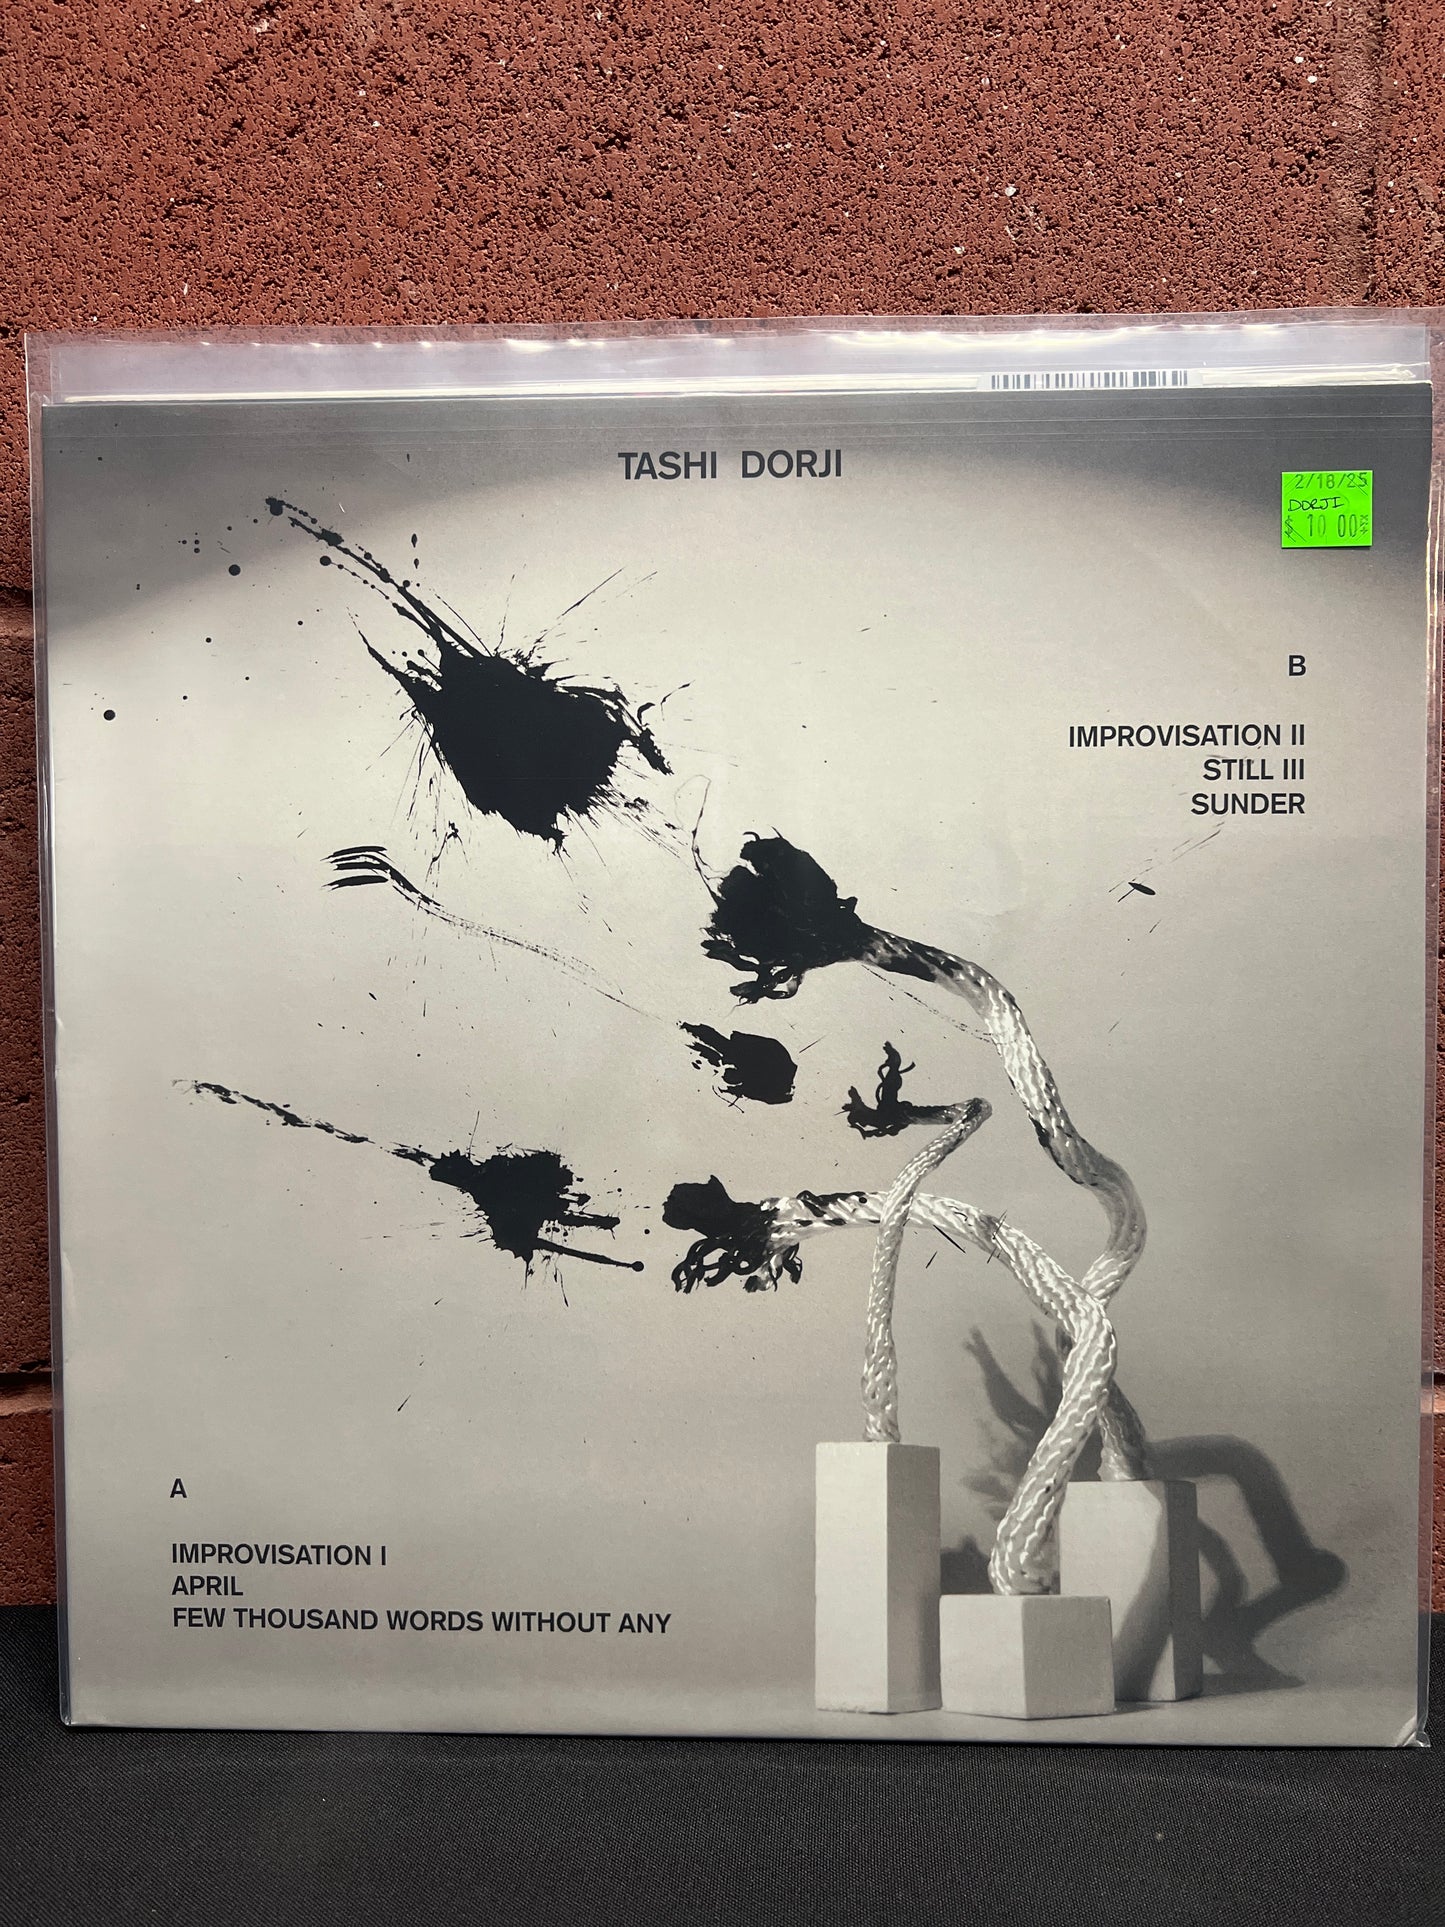 TASHI DORJI
2/18/25
DORJI
$ 10.00
B
IMPROVISATION II
STILL III
SUNDER
A
IMPROVISATION I
APRIL
FEW THOUSAND WORDS WITHOUT ANY